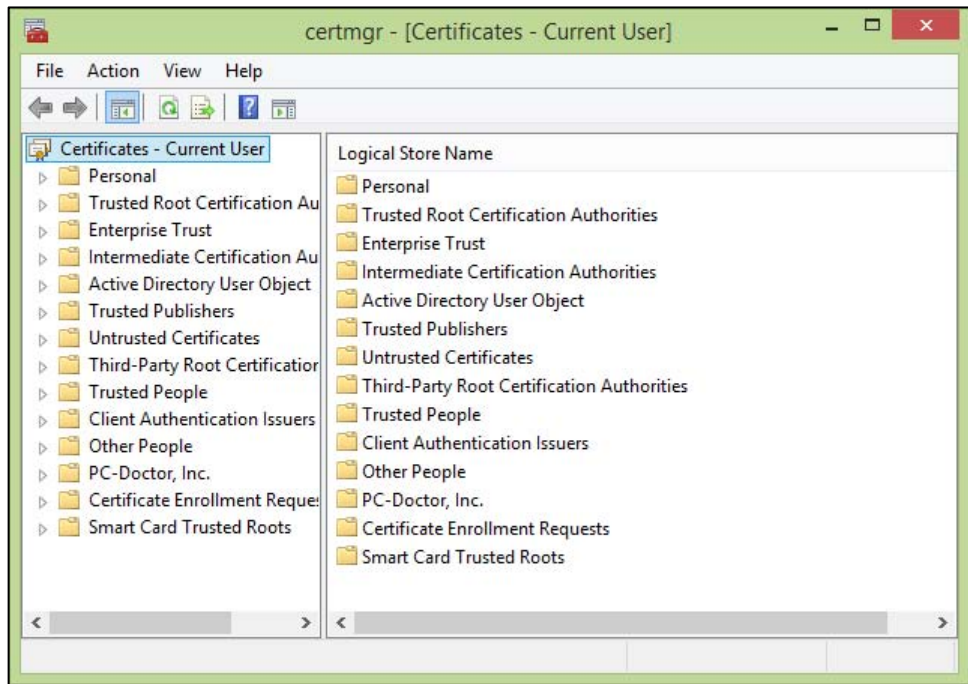 certmgr - [Certificates - Current User]
File Action View Help
Certificates - Current User
Personal
Trusted Root Certification Au
Enterprise Trust
Intermediate Certification Au
Active Directory User Object
Trusted Publishers
Untrusted Certificates
Third-Party Root Certification
Trusted People
Client Authentication Issuers
Other People
PC-Doctor, Inc.
Certificate Enrollment Reques
Smart Card Trusted Roots
Logical Store Name
Personal
Trusted Root Certification Authorities
Enterprise Trust
Intermediate Certification Authorities
Active Directory User Object
Trusted Publishers
Untrusted Certificates
Third-Party Root Certification Authorities
Trusted People
Client Authentication Issuers
Other People
PC-Doctor, Inc.
Certificate Enrollment Requests
Smart Card Trusted Roots